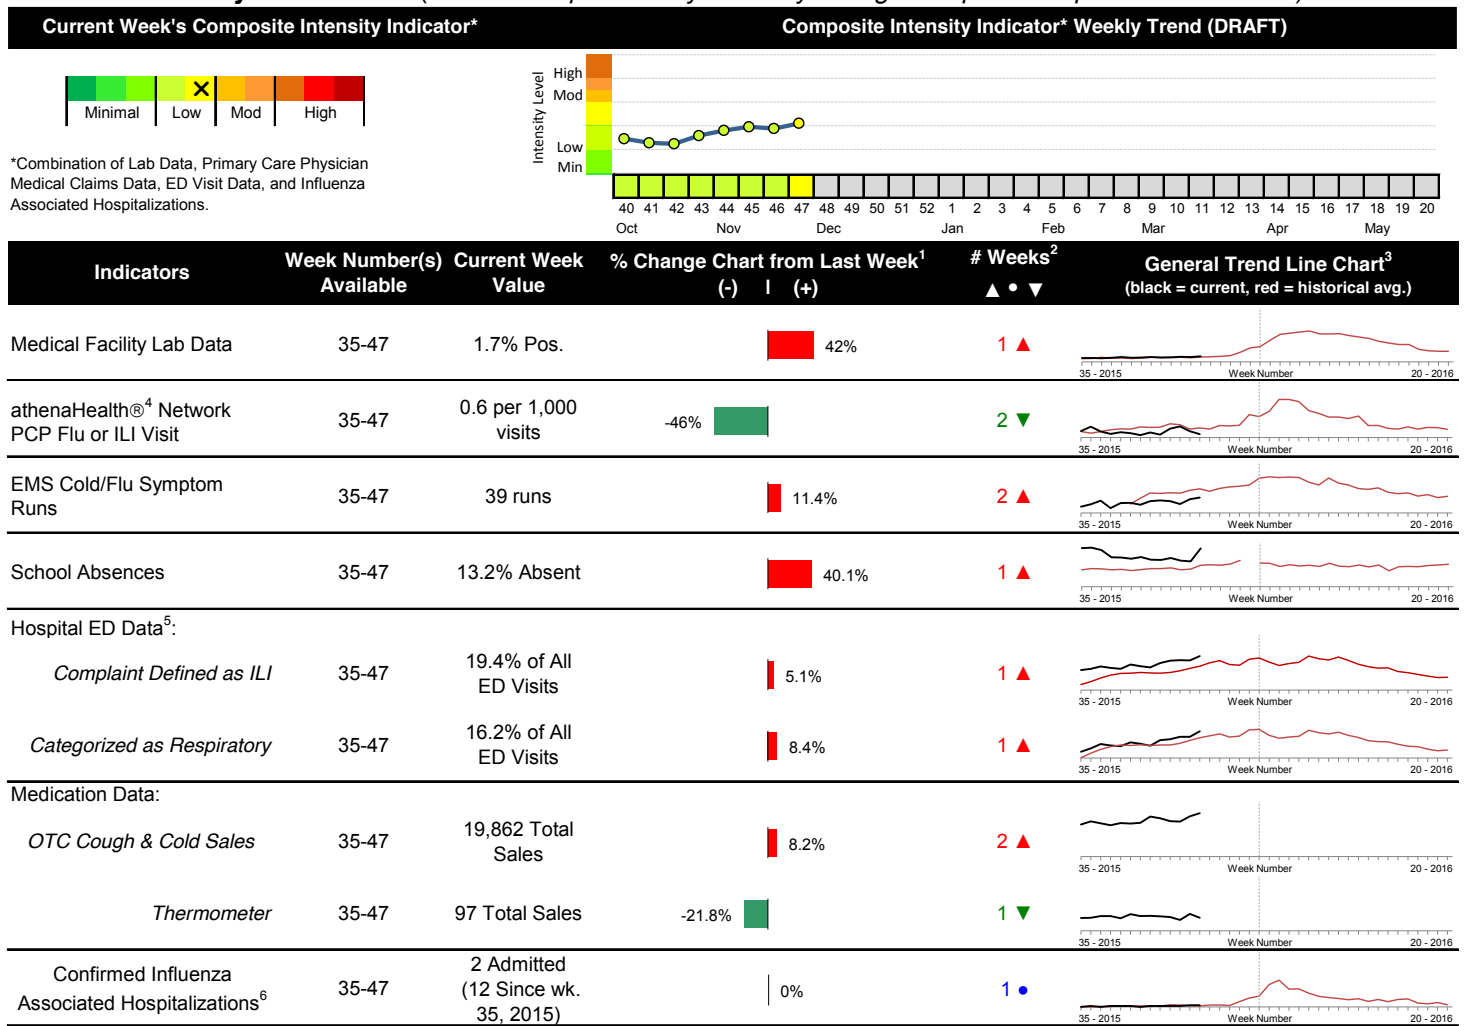 Current Week's Composite Intensity Indicator*
Composite Intensity Indicator* Weekly Trend (DRAFT)
Minimal Low Mod High
*Combination of Lab Data, Primary Care Physician
Medical Claims Data, ED Visit Data, and Influenza
Associated Hospitalizations.
Intensity Level
High
Mod
Low
Min
40 41 42 43 44 45 46 47 48 49 50 51 52 1 2 3 4 5 6 7 8 9 10 11 12 13 14 15 16 17 18 19 20
Oct Nov Dec Jan Feb Mar Apr May
Indicators
Week Number(s)
Available
Current Week
Value
% Change Chart from Last Week1
(-) I (+)
# Weeks2
▲ ● ▼
General Trend Line Chart3
(black = current, red = historical avg.)
Medical Facility Lab Data 35-47 1.7% Pos. 42% 1 ▲
35 - 2015 Week Number 20 - 2016
athenaHealth®4 Network
PCP Flu or ILI Visit
35-47
0.6 per 1,000
visits
-46% 2 ▼
35 - 2015 Week Number 20 - 2016
EMS Cold/Flu Symptom
Runs
35-47 39 runs 11.4% 2 ▲
35 - 2015 Week Number 20 - 2016
School Absences 35-47 13.2% Absent 40.1% 1 ▲
35 - 2015 Week Number 20 - 2016
Hospital ED Data5:
Complaint Defined as ILI 35-47
19.4% of All
ED Visits
5.1% 1 ▲
35 - 2015 Week Number 20 - 2016
Categorized as Respiratory 35-47
16.2% of All
ED Visits
8.4% 1 ▲
35 - 2015 Week Number 20 - 2016
Medication Data:
OTC Cough & Cold Sales 35-47
19,862 Total
Sales
8.2% 2 ▲
35 - 2015 Week Number 20 - 2016
Thermometer 35-47 97 Total Sales -21.8% 1 ▼
35 - 2015 Week Number 20 - 2016
Confirmed Influenza
Associated Hospitalizations6
35-47
2 Admitted
(12 Since wk.
35, 2015)
0% 1 ●
35 - 2015 Week Number 20 - 2016